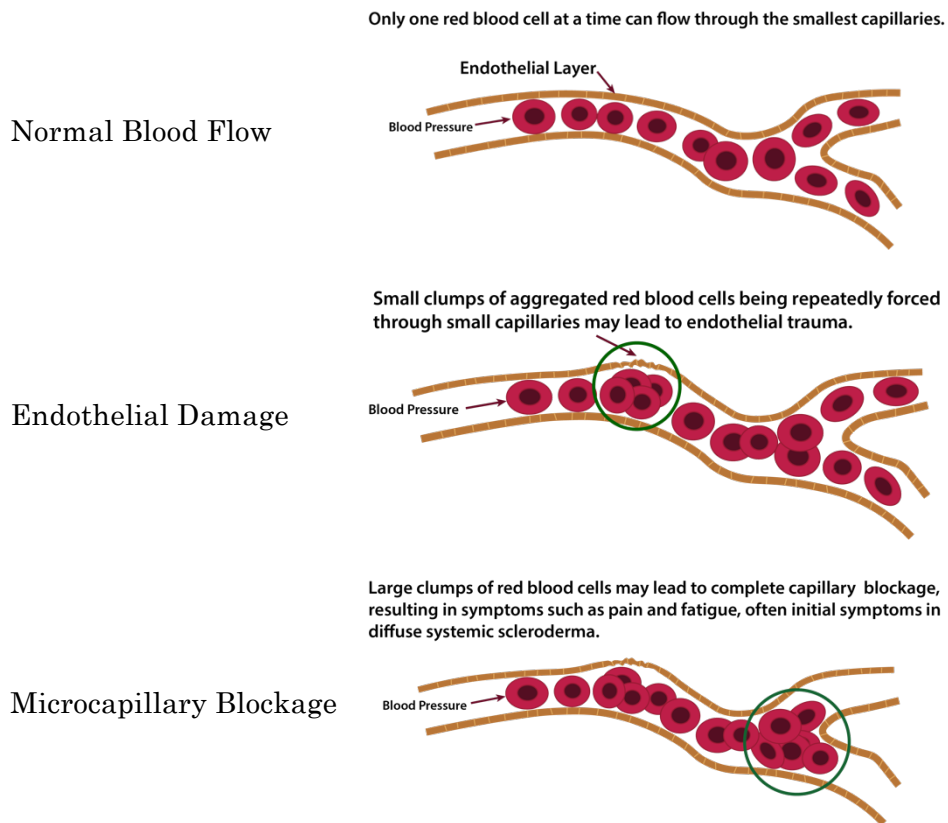 Only one red blood cell at a time can flow through the smallest capillaries.
Endothelial Layer
Normal Blood Flow
Blood Pressure
Small clumps of aggregated red blood cells being repeatedly forced
through small capillaries may lead to endothelial trauma.
Endothelial Damage
Blood Pressure
Large clumps of red blood cells may lead to complete capillary  blockage,
resulting in symptoms such as pain and fatigue, often initial symptoms in
diffuse systemic scleroderma.
Microcapillary Blockage
Blood Pressure